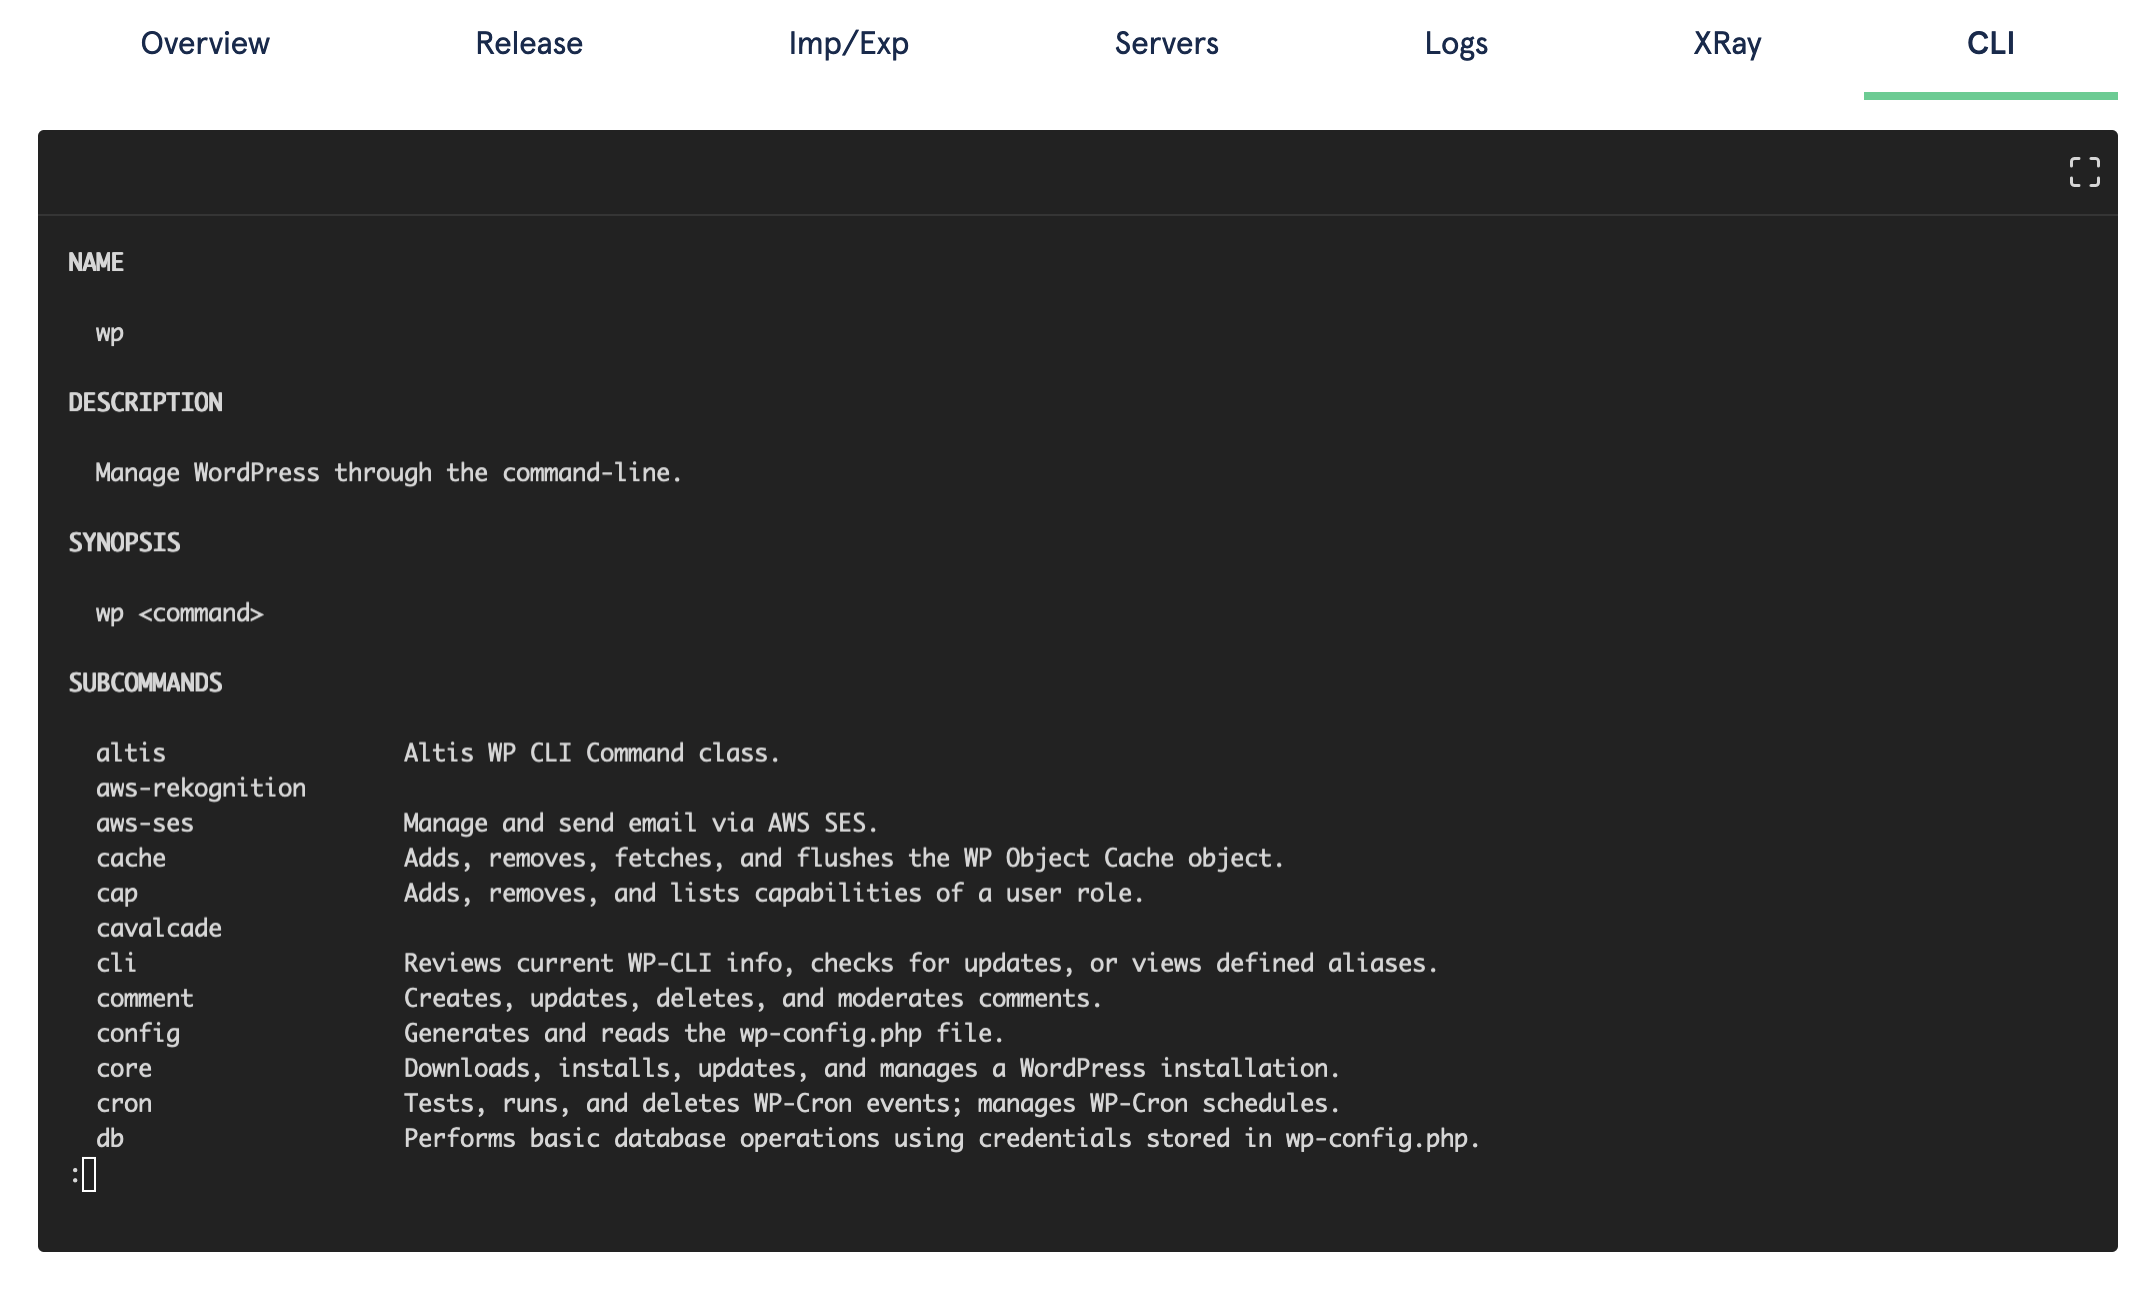 Overview Release Imp/Exp Servers Logs XRay CLI
NAME
wp
DESCRIPTION
Manage WordPress through the command-line.
SYNOPSIS
wp <command>
SUBCOMMANDS
altis Altis WP CLI Command class.
aws-rekognition
aws-ses Manage and send email via AWS SES.
cache Adds, removes, fetches, and flushes the WP Object Cache object.
cap Adds, removes, and lists capabilities of a user role.
cavalcade
cli Reviews current WP-CLI info, checks for updates, or views defined aliases.
comment Creates, updates, deletes, and moderates comments.
config Generates and reads the wp-config.php file.
core Downloads, installs, updates, and manages a WordPress installation.
cron Tests, runs, and deletes WP-Cron events; manages WP-Cron schedules.
db Performs basic database operations using credentials stored in wp-config.php.
: